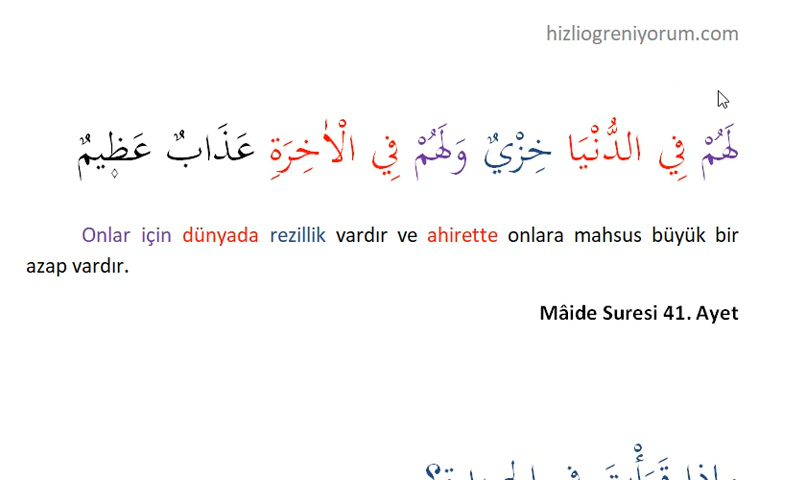 hizliogreniyorum.com
لَهُمْ فِي الدُّنْيَا خِزْيٌ وَلَهُمْ فِي الْاٰخِرَةِ عَذَابٌ عَظ۪يمٌ
Onlar için dünyada rezillik vardır ve ahirette onlara mahsus büyük bir
azap vardır.
Mâide Suresi 41. Ayet